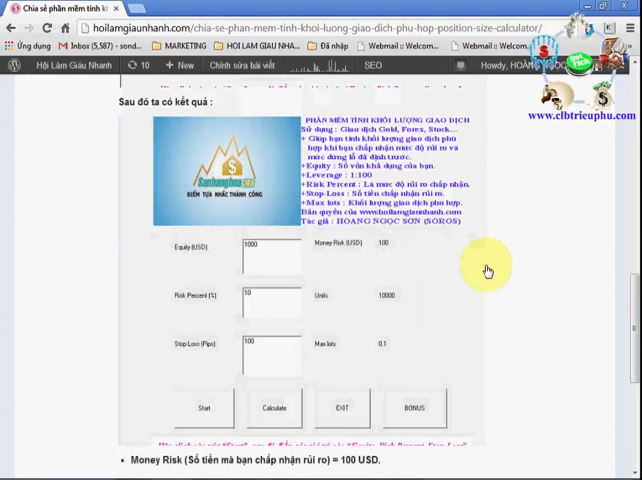 Chia sẻ phần mềm tính khối l
hoilamgiaunhanh.com/chia-se-phan-mem-tinh-khoi-luong-giao-dich-phu-hop-position-size-calculator/
Ứng dụng Inbox (5,587) - sond... MARKETING HOI LAM GIAU NHANH Đã nhập Webmail :: Welcom... Webmail :: Welcom...
Hội Làm Giàu Nhanh 10 + New Chỉnh sửa bài viết SEO Howdy, HOÀNG NGỌC
www.clbtrieuphu.com
Sau đó ta có kết quả :
PHẦN MỀM TÍNH KHỐI LƯỢNG GIAO DỊCH
Sử dụng : Giao dịch Gold, Forex, Stock...
+ Giúp bạn tính khối lượng giao dịch phù
hợp khi bạn chấp nhận mức độ rủi ro và
mức dừng lỗ đã định trước.
+Equity : Số vốn khả dụng của bạn.
+Leverage : 1:100
+Risk Percent : Là mức độ rủi ro chấp nhận.
+Stop-Loss : Số tiền chấp nhận rủi ro.
+Max lots : Khối lượng giao dịch phù hợp.
Bản quyền của www.hoilamgiaunhanh.com
Tác giả : HOÀNG NGỌC SƠN (SOROS)
ĐIỂM TỰA NHẤC THÀNH CÔNG
Equity (USD) 1000 Money Risk (USD) 100
Risk Percent (%) 10 Units 10000
Stop-Loss (Pips) 100 Max lots 0.1
Start Calculate EXIT BONUS
• Money Risk (Số tiền mà bạn chấp nhận rủi ro) = 100 USD.